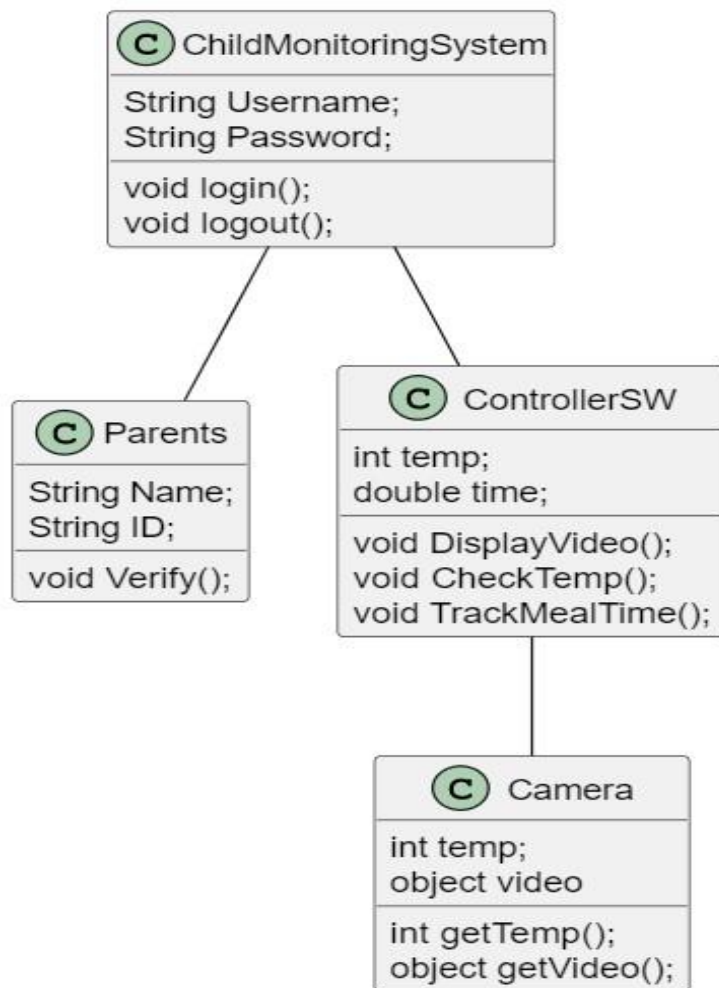 C ChildMonitoringSystem
String Username;
String Password;
void login();
void logout();
C Parents
String Name;
String ID;
void Verify();
C ControllerSW
int temp;
double time;
void DisplayVideo();
void CheckTemp();
void TrackMealTime();
C Camera
int temp;
object video
int getTemp();
object getVideo();